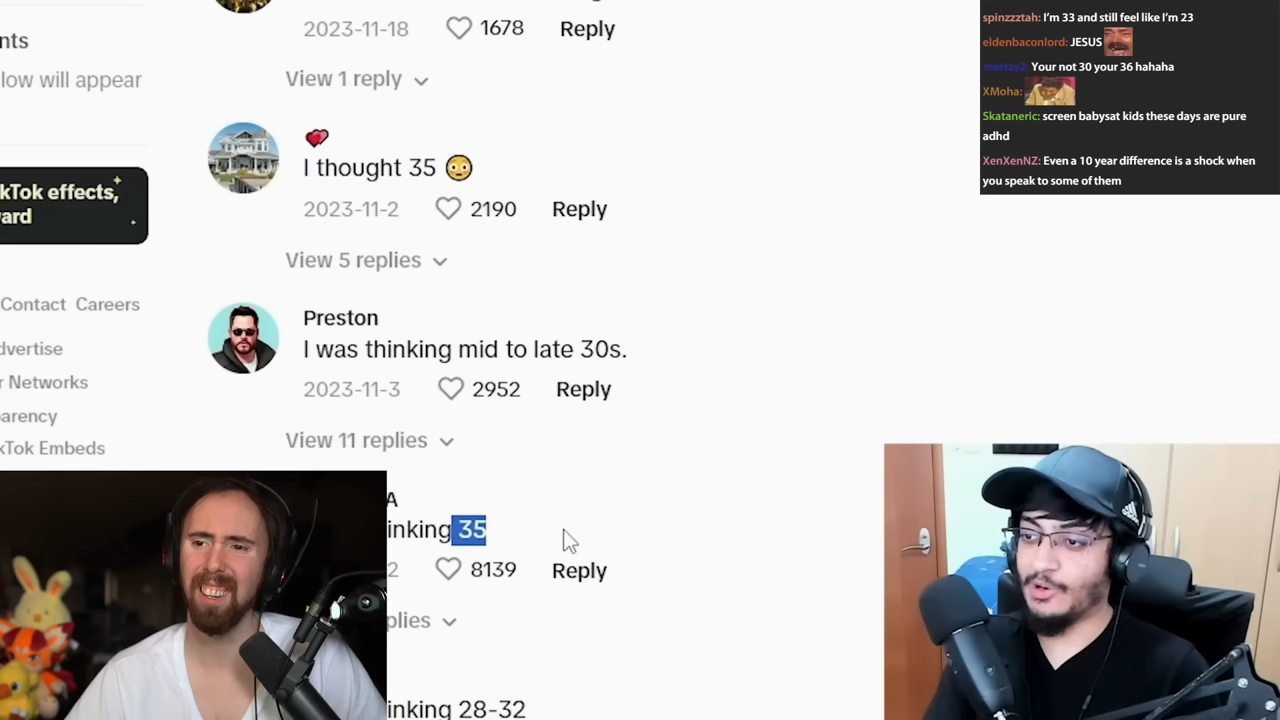 2023-11-18 1678 Reply
View 1 reply
I thought 35
2023-11-2 2190 Reply
View 5 replies
Preston
I was thinking mid to late 30s.
2023-11-3 2952 Reply
View 11 replies
A
inking 35
2 8139 Reply
plies
inking 28-32
nts
low will appear
kTok effects,
ard
Contact Careers
dvertise
r Networks
parency
kTok Embeds
spinzzztah: I'm 33 and still feel like I'm 23
eldenbaconlord: JESUS
mortzy2: Your not 30 your 36 hahaha
XMoha:
Skataneric: screen babysat kids these days are pure
adhd
XenXenNZ: Even a 10 year difference is a shock when
you speak to some of them